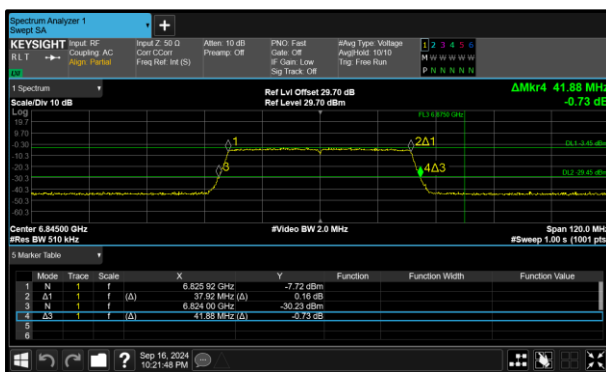 Spectrum Analyzer 1
Swept SA
+
KEYSIGHT Input: RF Input Z: 50 Ω Atten: 10 dB PNO: Fast #Avg Type: Voltage 1 2 3 4 5 6
RLT Coupling: AC Corr CCorr Preamp: Off Gate: Off Avg|Hold: 10/10 M W W W W W
Align: Partial Freq Ref: Int (S) IF Gain: Low Trig: Free Run
Sig Track: Off P N N N N N
1 Spectrum Ref Lvl Offset 29.70 dB ΔMkr4 41.88 MHz
Scale/Div 10 dB Ref Level 29.70 dBm -0.73 dB
Log
19.7 FL3 6.8750 GHz
9.70
-0.30 1 2Δ1 DL1 -3.45 dBm
-10.3
-20.3 3 4Δ3 DL2 -29.45 dBm
-30.3
-40.3
-50.3
-60.3
Center 6.84500 GHz #Video BW 2.0 MHz Span 120.0 MHz
#Res BW 510 kHz #Sweep 1.00 s (1001 pts)
5 Marker Table
Mode Trace Scale X Y Function Function Width Function Value
1 N 1 f 6.825 92 GHz -7.72 dBm
2 Δ1 1 f (Δ) 37.92 MHz (Δ) 0.16 dB
3 N 1 f 6.824 00 GHz -30.23 dBm
4 Δ3 1 f (Δ) 41.88 MHz (Δ) -0.73 dB
5
6
? Sep 16, 2024
10:21:48 PM